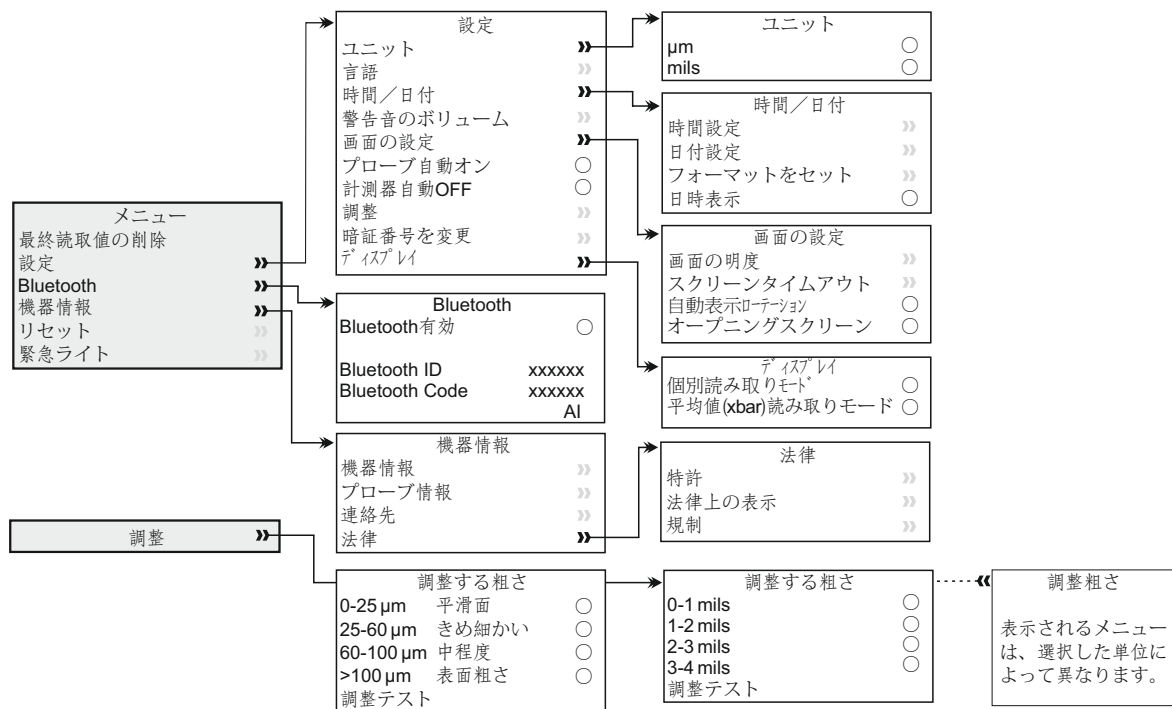 メニュー
最終読取値の削除
設定
Bluetooth
機器情報
リセット
緊急ライト
調整
設定
ユニット
言語
時間／日付
警告音のボリューム
画面の設定
プローブ自動オン
計測器自動OFF
調整
暗証番号を変更
ディスプレイ
Bluetooth
Bluetooth有効
Bluetooth ID xxxxxx
Bluetooth Code xxxxxx
AI
機器情報
機器情報
プローブ情報
連絡先
法律
調整する粗さ
0-25 µm 平滑面
25-60 µm きめ細かい
60-100 µm 中程度
>100 µm 表面粗さ
調整テスト
ユニット
µm
mils
時間／日付
時間設定
日付設定
フォーマットをセット
日時表示
画面の設定
画面の明度
スクリーンタイムアウト
自動表示ローテーション
オープニングスクリーン
ディスプレイ
個別読み取りモード
平均値(xbar)読み取りモード
法律
特許
法律上の表示
規制
調整する粗さ
0-1 mils
1-2 mils
2-3 mils
3-4 mils
調整テスト
調整粗さ
表示されるメニュー
は、選択した単位に
よって異なります。